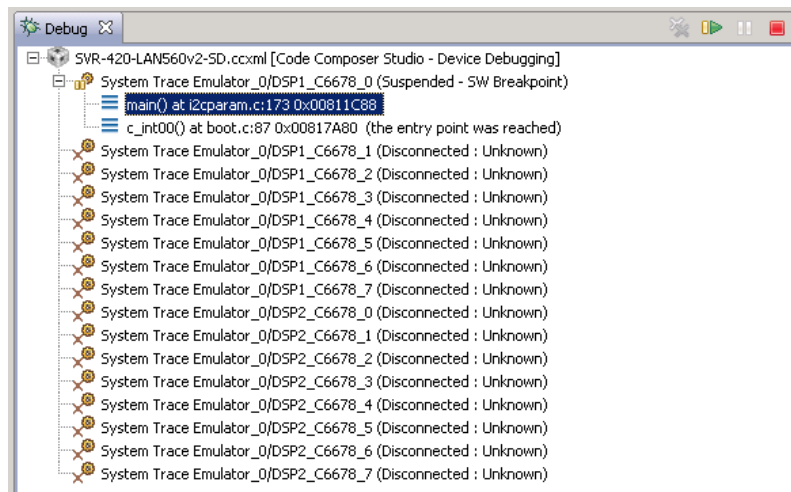 Debug
SVR-420-LAN560v2-SD.ccxml [Code Composer Studio - Device Debugging]
System Trace Emulator_0/DSP1_C6678_0 (Suspended - SW Breakpoint)
main() at i2cparam.c:173 0x00811C88
c_int00() at boot.c:87 0x00817A80 (the entry point was reached)
System Trace Emulator_0/DSP1_C6678_1 (Disconnected : Unknown)
System Trace Emulator_0/DSP1_C6678_2 (Disconnected : Unknown)
System Trace Emulator_0/DSP1_C6678_3 (Disconnected : Unknown)
System Trace Emulator_0/DSP1_C6678_4 (Disconnected : Unknown)
System Trace Emulator_0/DSP1_C6678_5 (Disconnected : Unknown)
System Trace Emulator_0/DSP1_C6678_6 (Disconnected : Unknown)
System Trace Emulator_0/DSP1_C6678_7 (Disconnected : Unknown)
System Trace Emulator_0/DSP2_C6678_0 (Disconnected : Unknown)
System Trace Emulator_0/DSP2_C6678_1 (Disconnected : Unknown)
System Trace Emulator_0/DSP2_C6678_2 (Disconnected : Unknown)
System Trace Emulator_0/DSP2_C6678_3 (Disconnected : Unknown)
System Trace Emulator_0/DSP2_C6678_4 (Disconnected : Unknown)
System Trace Emulator_0/DSP2_C6678_5 (Disconnected : Unknown)
System Trace Emulator_0/DSP2_C6678_6 (Disconnected : Unknown)
System Trace Emulator_0/DSP2_C6678_7 (Disconnected : Unknown)